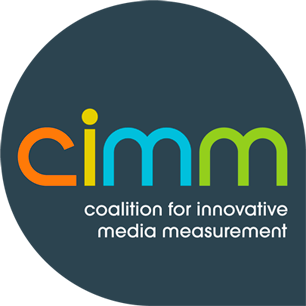 cimm
coalition for innovative
media measurement